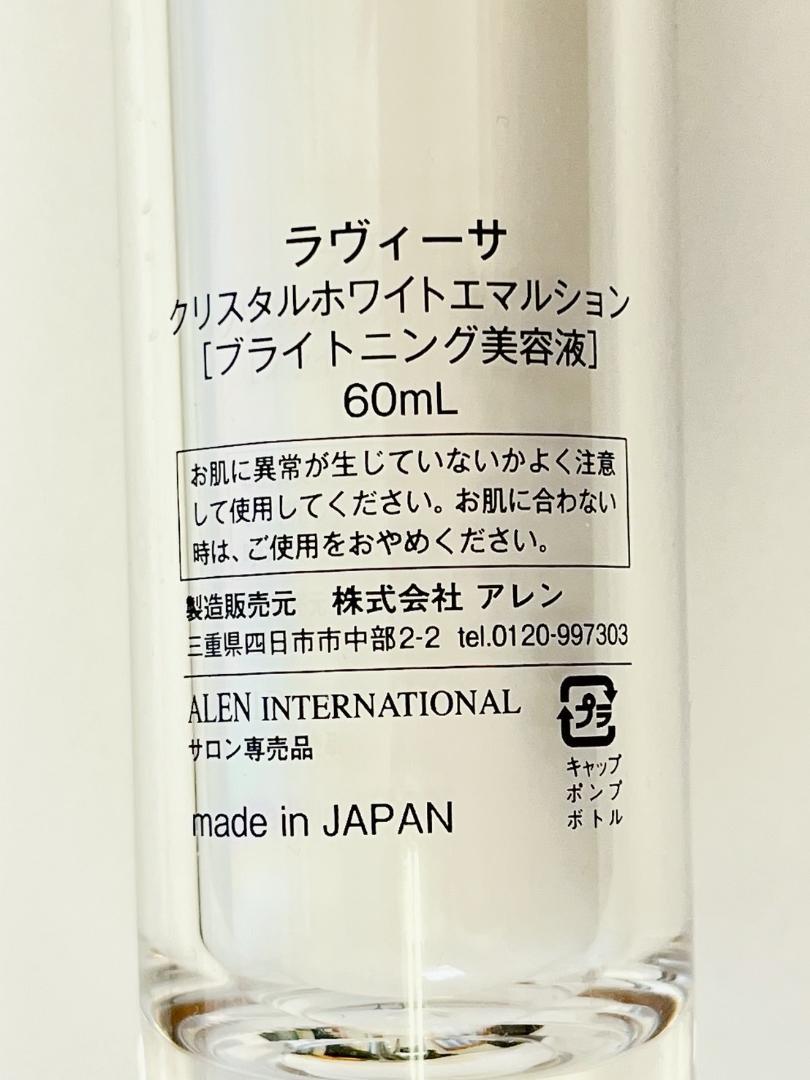 ラヴィーサ
クリスタルホワイトエマルション
[ブライトニング美容液]
60mL
お肌に異常が生じていないかよく注意
して使用してください。お肌に合わない
時は、ご使用をおやめください。
製造販売元 株式会社 アレン
三重県四日市市中部2-2 tel.0120-997303
ALEN INTERNATIONAL
サロン専売品
プラ
キャップ
ポンプ
ボトル
made in JAPAN